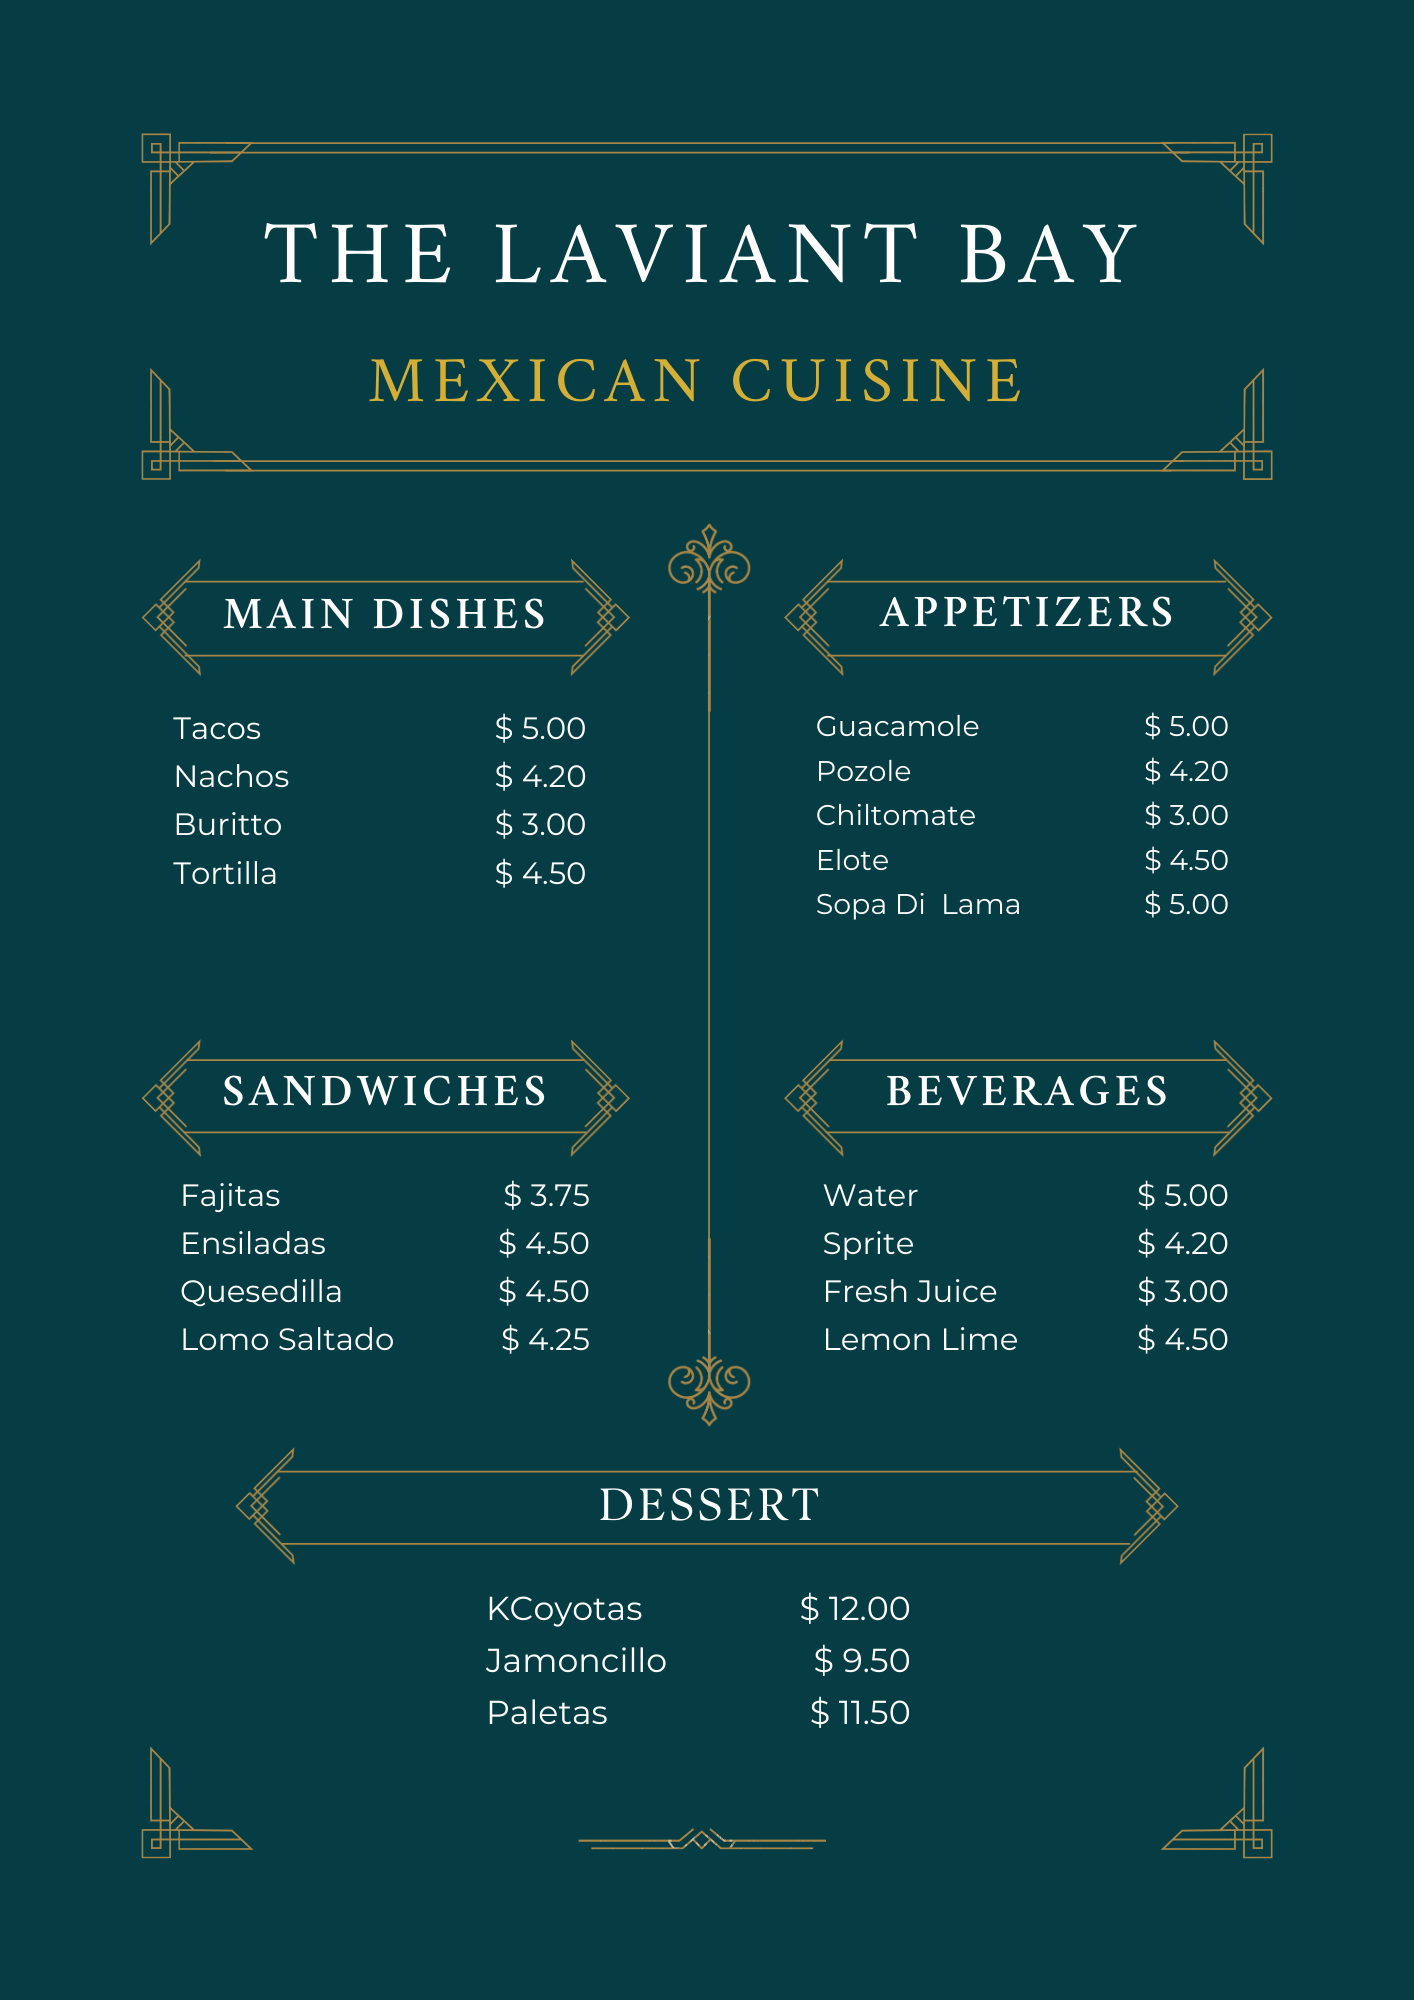 THE LAVIANT BAY
MEXICAN CUISINE
MAIN DISHES
Tacos $ 5.00
Nachos $ 4.20
Buritto $ 3.00
Tortilla $ 4.50
APPETIZERS
Guacamole $ 5.00
Pozole $ 4.20
Chiltomate $ 3.00
Elote $ 4.50
Sopa Di Lama $ 5.00
SANDWICHES
Fajitas $ 3.75
Ensiladas $ 4.50
Quesedilla $ 4.50
Lomo Saltado $ 4.25
BEVERAGES
Water $ 5.00
Sprite $ 4.20
Fresh Juice $ 3.00
Lemon Lime $ 4.50
DESSERT
KCoyotas $ 12.00
Jamoncillo $ 9.50
Paletas $ 11.50